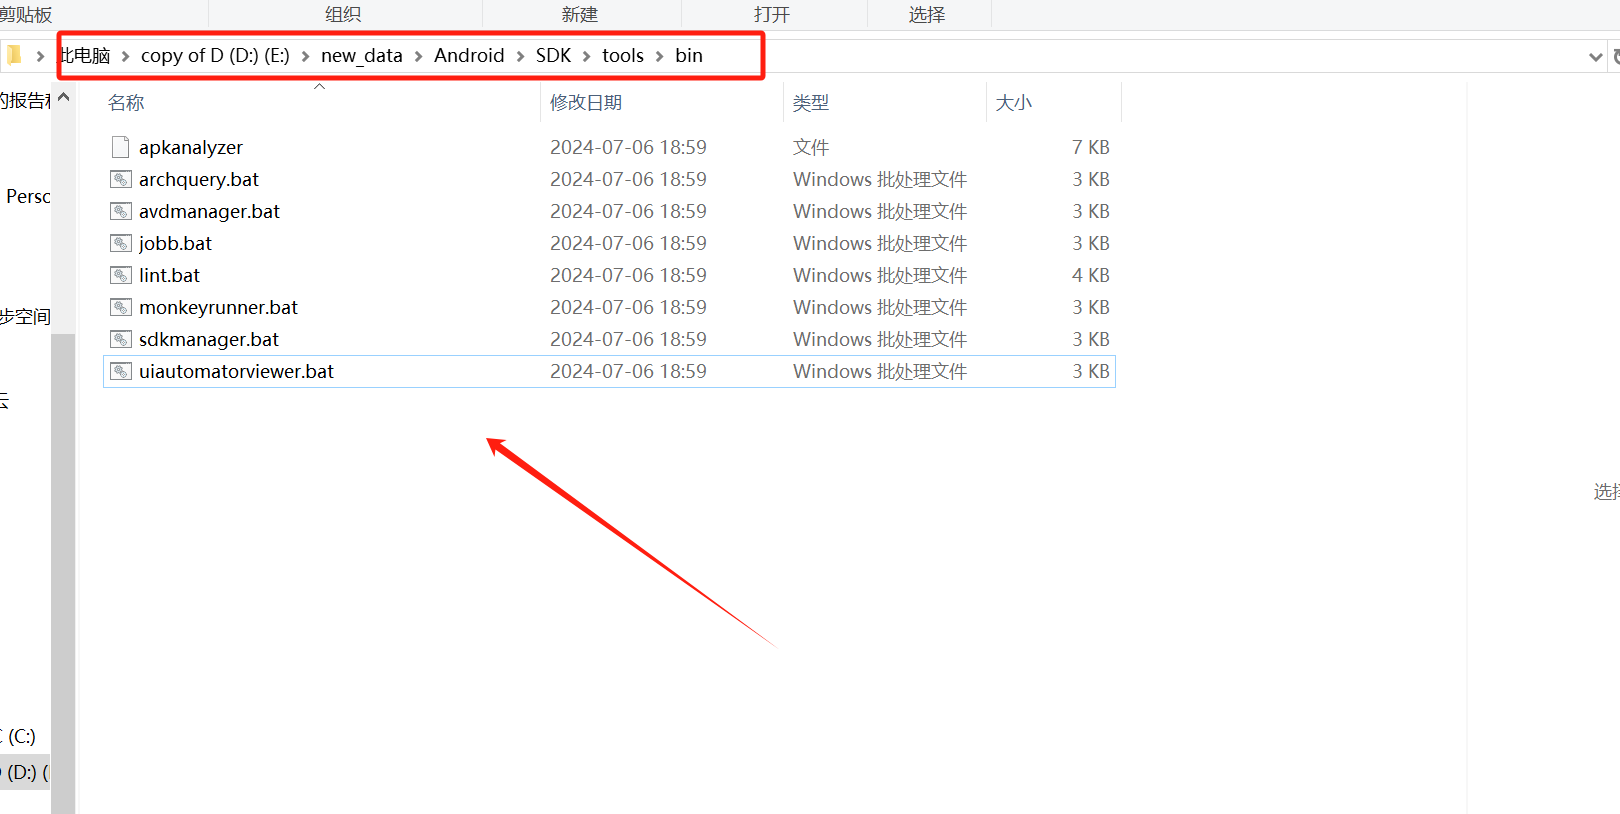 剪贴板 组织 新建 打开 选择
此电脑 copy of D (D:) (E:) new_data Android SDK tools bin
名称 修改日期 类型 大小
apkanalyzer 2024-07-06 18:59 文件 7 KB
archquery.bat 2024-07-06 18:59 Windows 批处理文件 3 KB
avdmanager.bat 2024-07-06 18:59 Windows 批处理文件 3 KB
jobb.bat 2024-07-06 18:59 Windows 批处理文件 3 KB
lint.bat 2024-07-06 18:59 Windows 批处理文件 4 KB
monkeyrunner.bat 2024-07-06 18:59 Windows 批处理文件 3 KB
sdkmanager.bat 2024-07-06 18:59 Windows 批处理文件 3 KB
uiautomatorviewer.bat 2024-07-06 18:59 Windows 批处理文件 3 KB
的报告
Perso
步空间
云
(C:)
(D:) (
选择